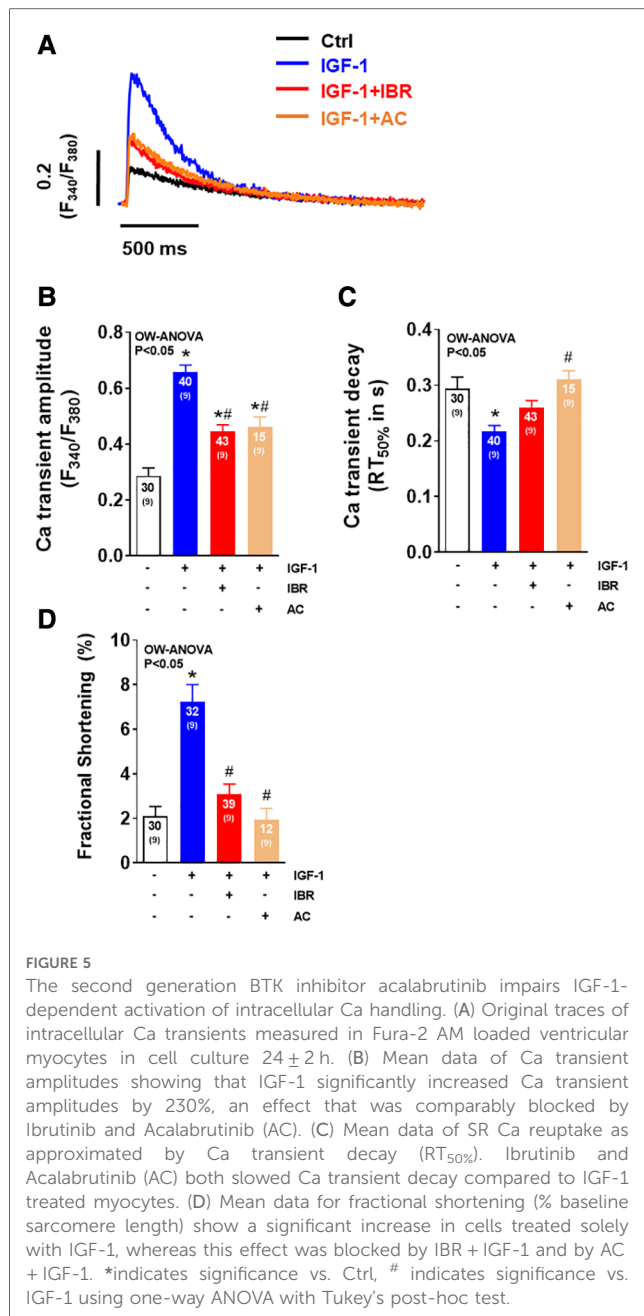 A
Ctrl
IGF-1
IGF-1+IBR
IGF-1+AC
0.2
(F340/F380)
500 ms
B
Ca transient amplitude
(F340/F380)
0.8
0.6
0.4
0.2
0.0
OW-ANOVA
P<0.05
*
*#
*#
30
(9)
40
(9)
43
(9)
15
(9)
- + + + IGF-1
- - + - IBR
- - - + AC
C
Ca transient decay
(RT50% in s)
0.4
0.3
0.2
0.1
0.0
OW-ANOVA
P<0.05
*
#
30
(9)
40
(9)
43
(9)
15
(9)
- + + + IGF-1
- - + - IBR
- - - + AC
D
Fractional Shortening (%)
10
8
6
4
2
0
OW-ANOVA
P<0.05
*
#
#
30
(9)
32
(9)
39
(9)
12
(9)
- + + + IGF-1
- - + - IBR
- - - + AC
FIGURE 5
The second generation BTK inhibitor acalabrutinib impairs IGF-1-
dependent activation of intracellular Ca handling. (A) Original traces of
intracellular Ca transients measured in Fura-2 AM loaded ventricular
myocytes in cell culture 24 ± 2 h. (B) Mean data of Ca transient
amplitudes showing that IGF-1 significantly increased Ca transient
amplitudes by 230%, an effect that was comparably blocked by
Ibrutinib and Acalabrutinib (AC). (C) Mean data of SR Ca reuptake as
approximated by Ca transient decay (RT50%). Ibrutinib and
Acalabrutinib (AC) both slowed Ca transient decay compared to IGF-1
treated myocytes. (D) Mean data for fractional shortening (% baseline
sarcomere length) show a significant increase in cells treated solely
with IGF-1, whereas this effect was blocked by IBR + IGF-1 and by AC
+ IGF-1. *indicates significance vs. Ctrl, # indicates significance vs.
IGF-1 using one-way ANOVA with Tukey's post-hoc test.